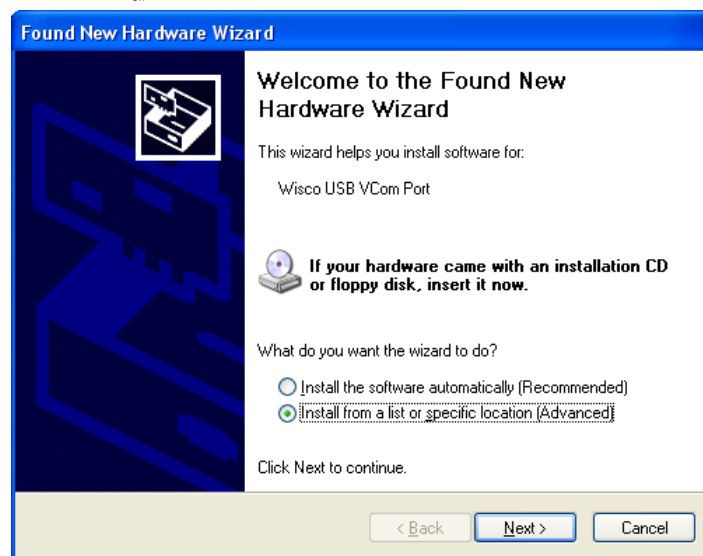 Found New Hardware Wizard
Welcome to the Found New
Hardware Wizard
This wizard helps you install software for:
Wisco USB VCom Port
If your hardware came with an installation CD
or floppy disk, insert it now.
What do you want the wizard to do?
Install the software automatically (Recommended)
Install from a list or specific location (Advanced)
Click Next to continue.
< Back Next > Cancel